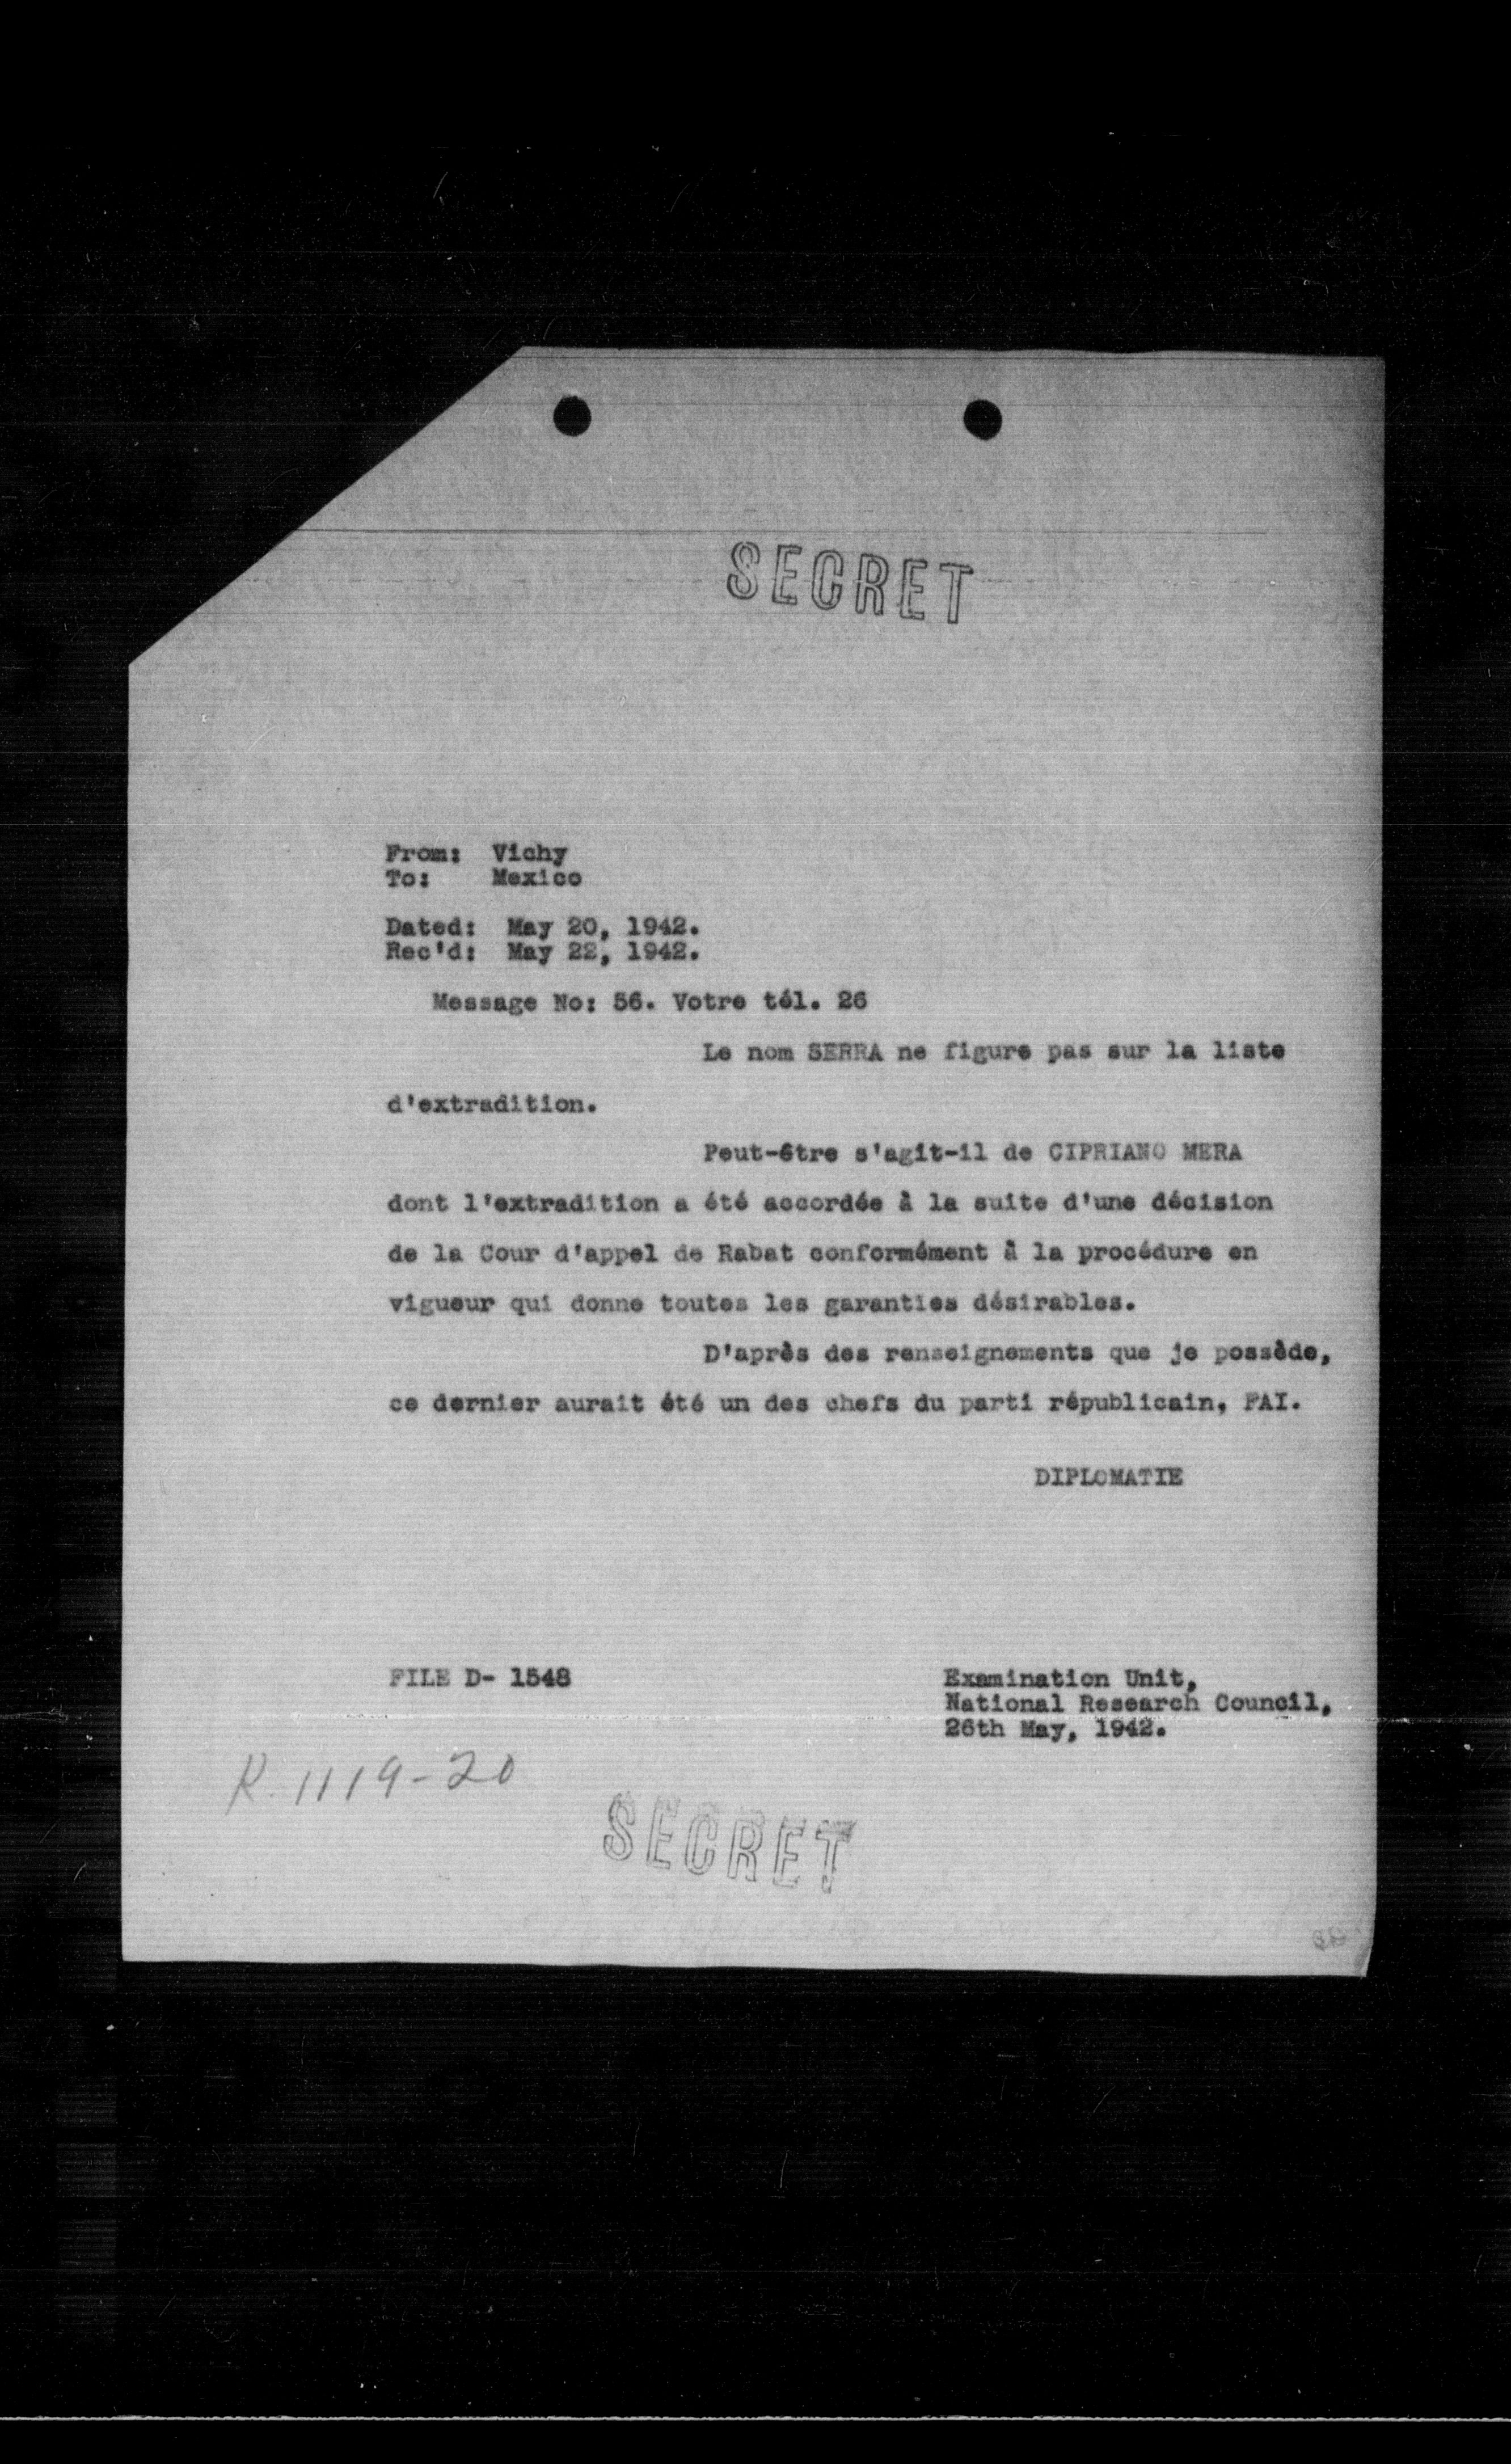 SECRET
From: Vichy
To: Mexico
Dated: May 20, 1942.
Rec'd: May 22, 1942.
Message No: 56. Votre tél. 26
Le nom SERRA ne figure pas sur la liste
d'extradition.
Peut-être s'agit-il de CIPRIANO MERA
dont l'extradition a été accordée à la suite d'une décision
de la Cour d'appel de Rabat conformément à la procédure en
vigueur qui donne toutes les garanties désirables.
D'après des renseignements que je possède,
ce dernier aurait été un des chefs du parti républicain, FAI.
DIPLOMATIE
FILE D- 1548
Examination Unit,
National Research Council,
26th May, 1942.
R. 1119-20
SECRET